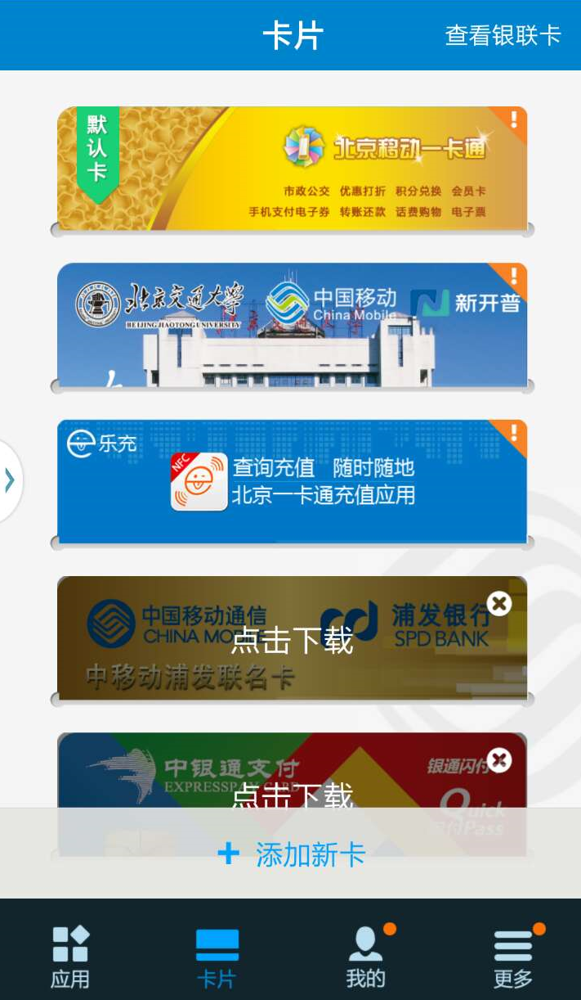 卡片
查看银联卡
默认卡
北京移动一卡通
市政公交 优惠打折 积分兑换 会员卡
手机支付电子券 转账还款 话费购物 电子票
北京交通大学
BEIJING JIAOTONG UNIVERSITY
中国移动
China Mobile
新开普
乐充
NFC
查询充值 随时随地
北京一卡通充值应用
中国移动通信
CHINA MOBILE
浦发银行
SPD BANK
点击下载
中移动浦发联名卡
中银通支付
EXPRESSPAY CARD
银通闪付
点击下载
Quick
Pass
+ 添加新卡
应用
卡片
我的
更多